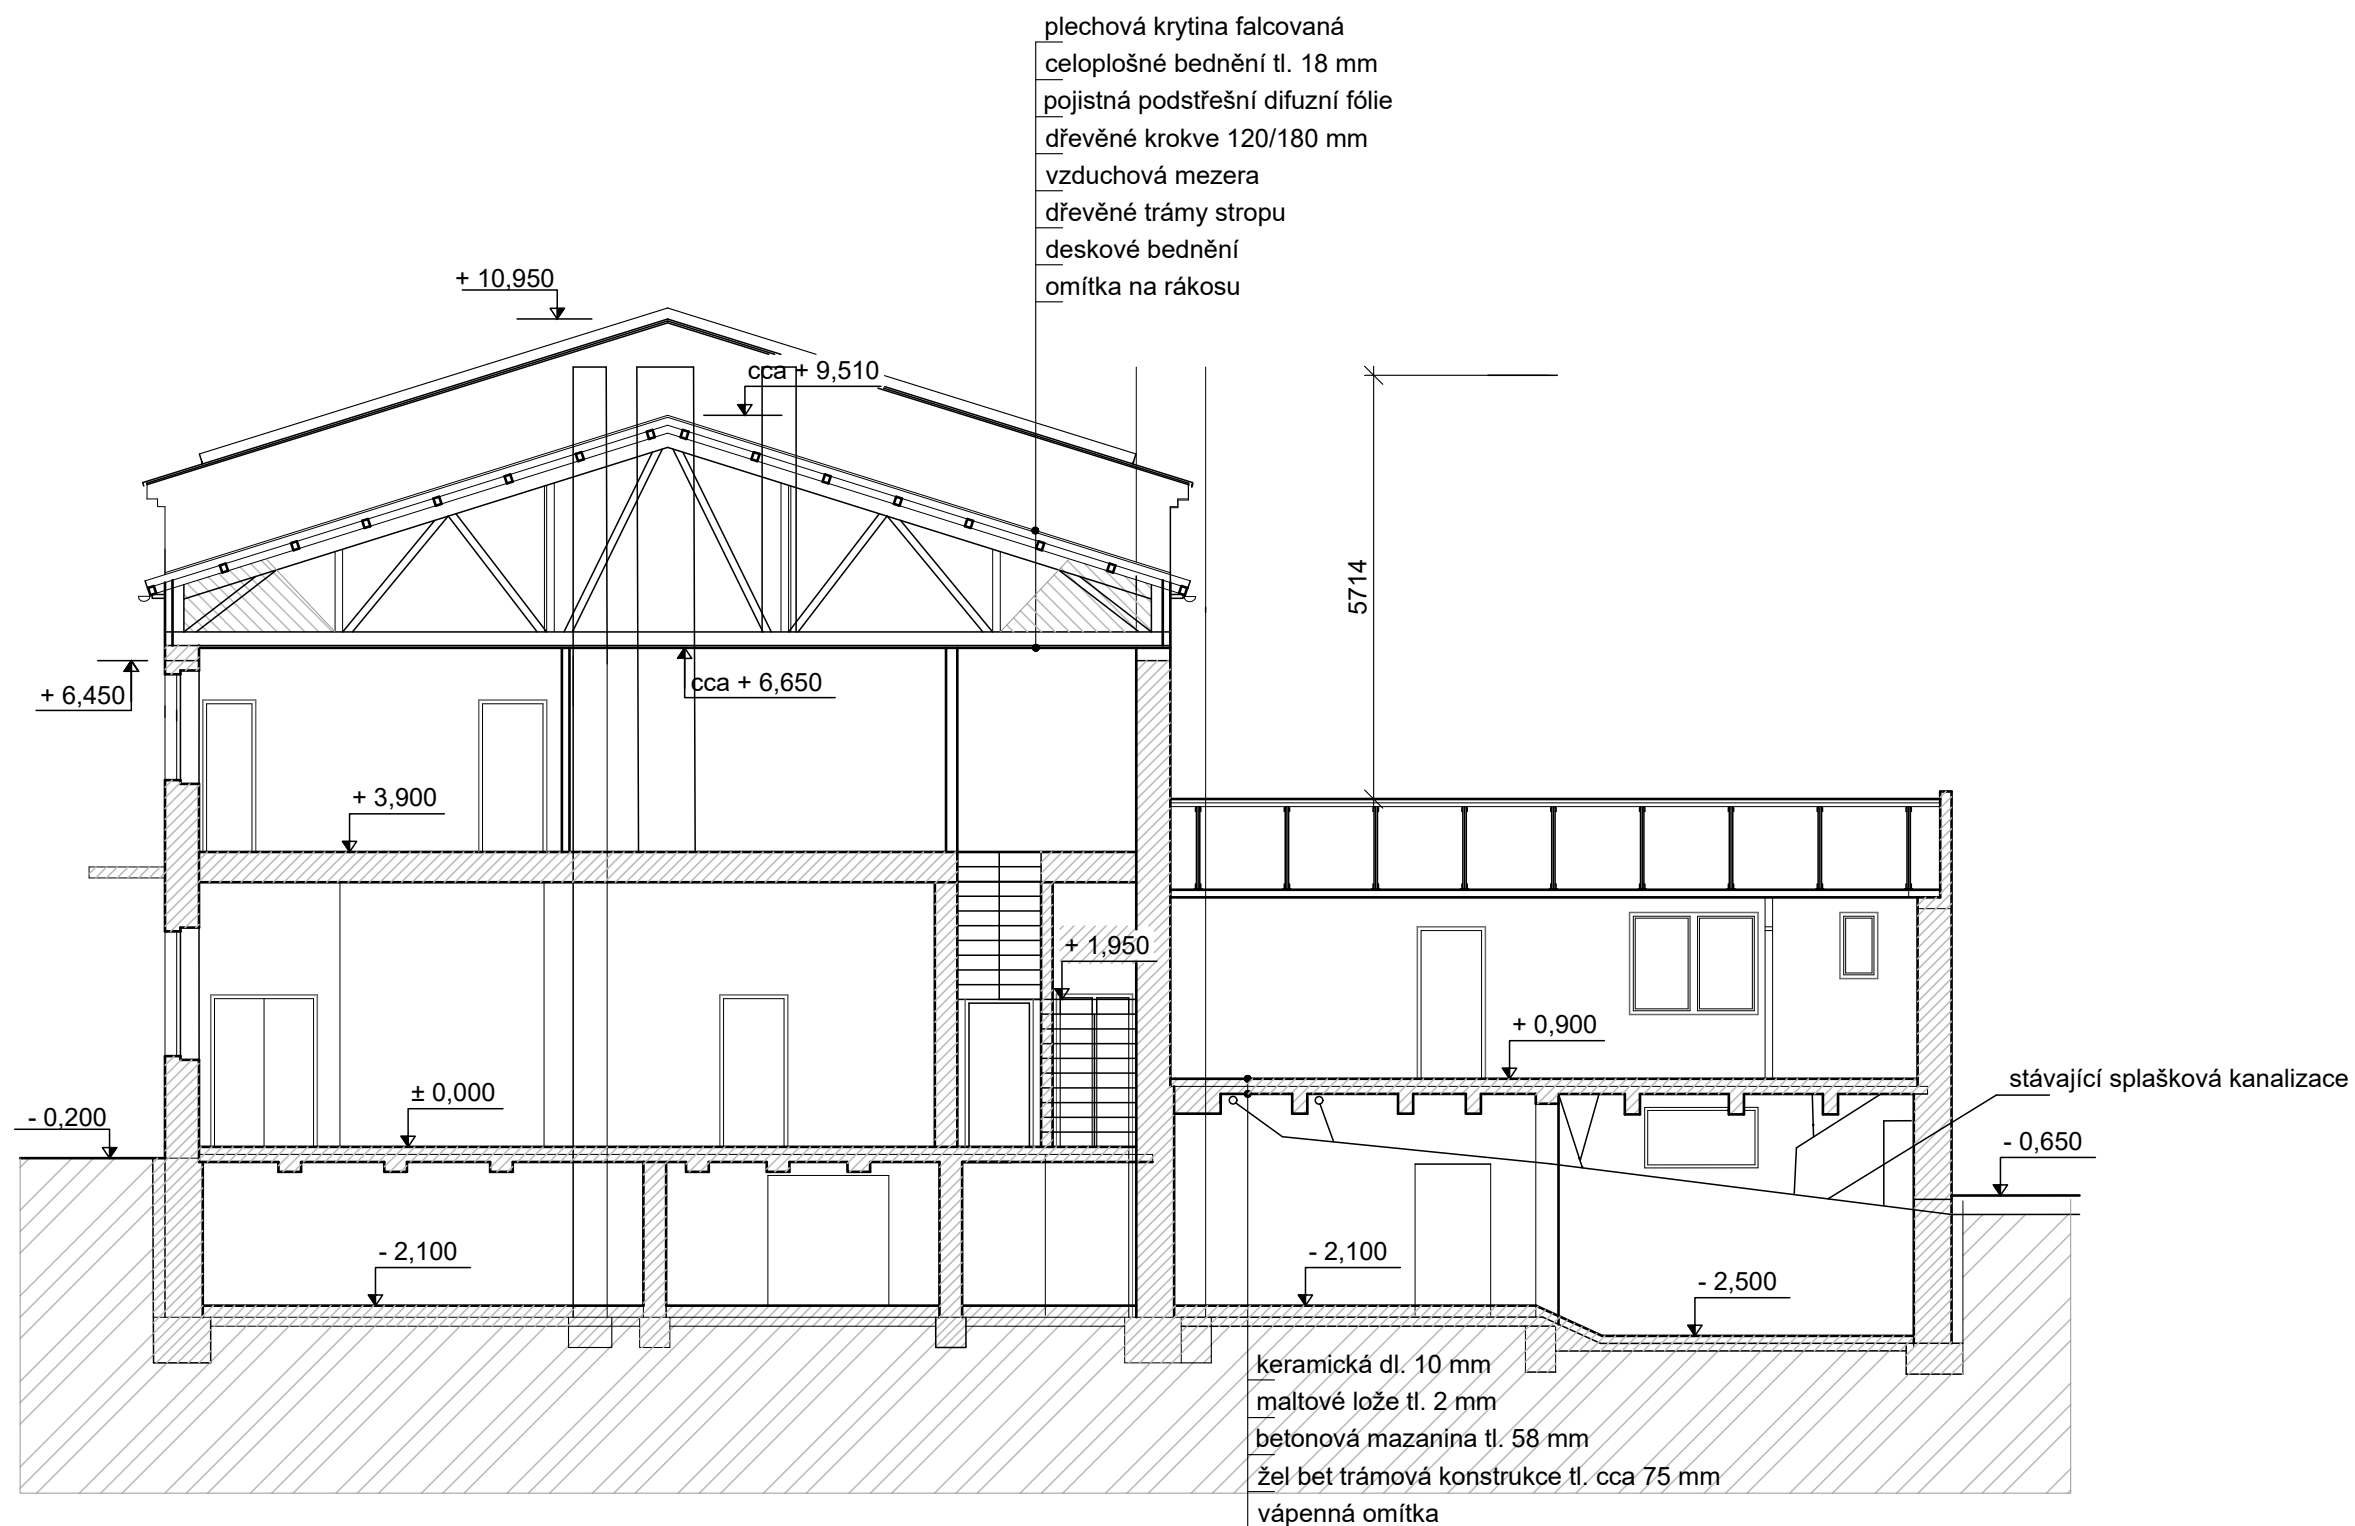 plechová krytina falcovaná
celoplošné bednění tl. 18 mm
pojistná podstřešní difuzní fólie
dřevěné krokve 120/180 mm
vzduchová mezera
dřevěné trámy stropu
deskové bednění
omítka na rákosu
+ 10,950
cca + 9,510
5714
+ 6,450
cca + 6,650
+ 3,900
+ 1,950
+ 0,900
± 0,000
stávající splašková kanalizace
- 0,200
- 0,650
- 2,100
- 2,100
- 2,500
keramická dl. 10 mm
maltové lože tl. 2 mm
betonová mazanina tl. 58 mm
žel bet trámová konstrukce tl. cca 75 mm
vápenná omítka